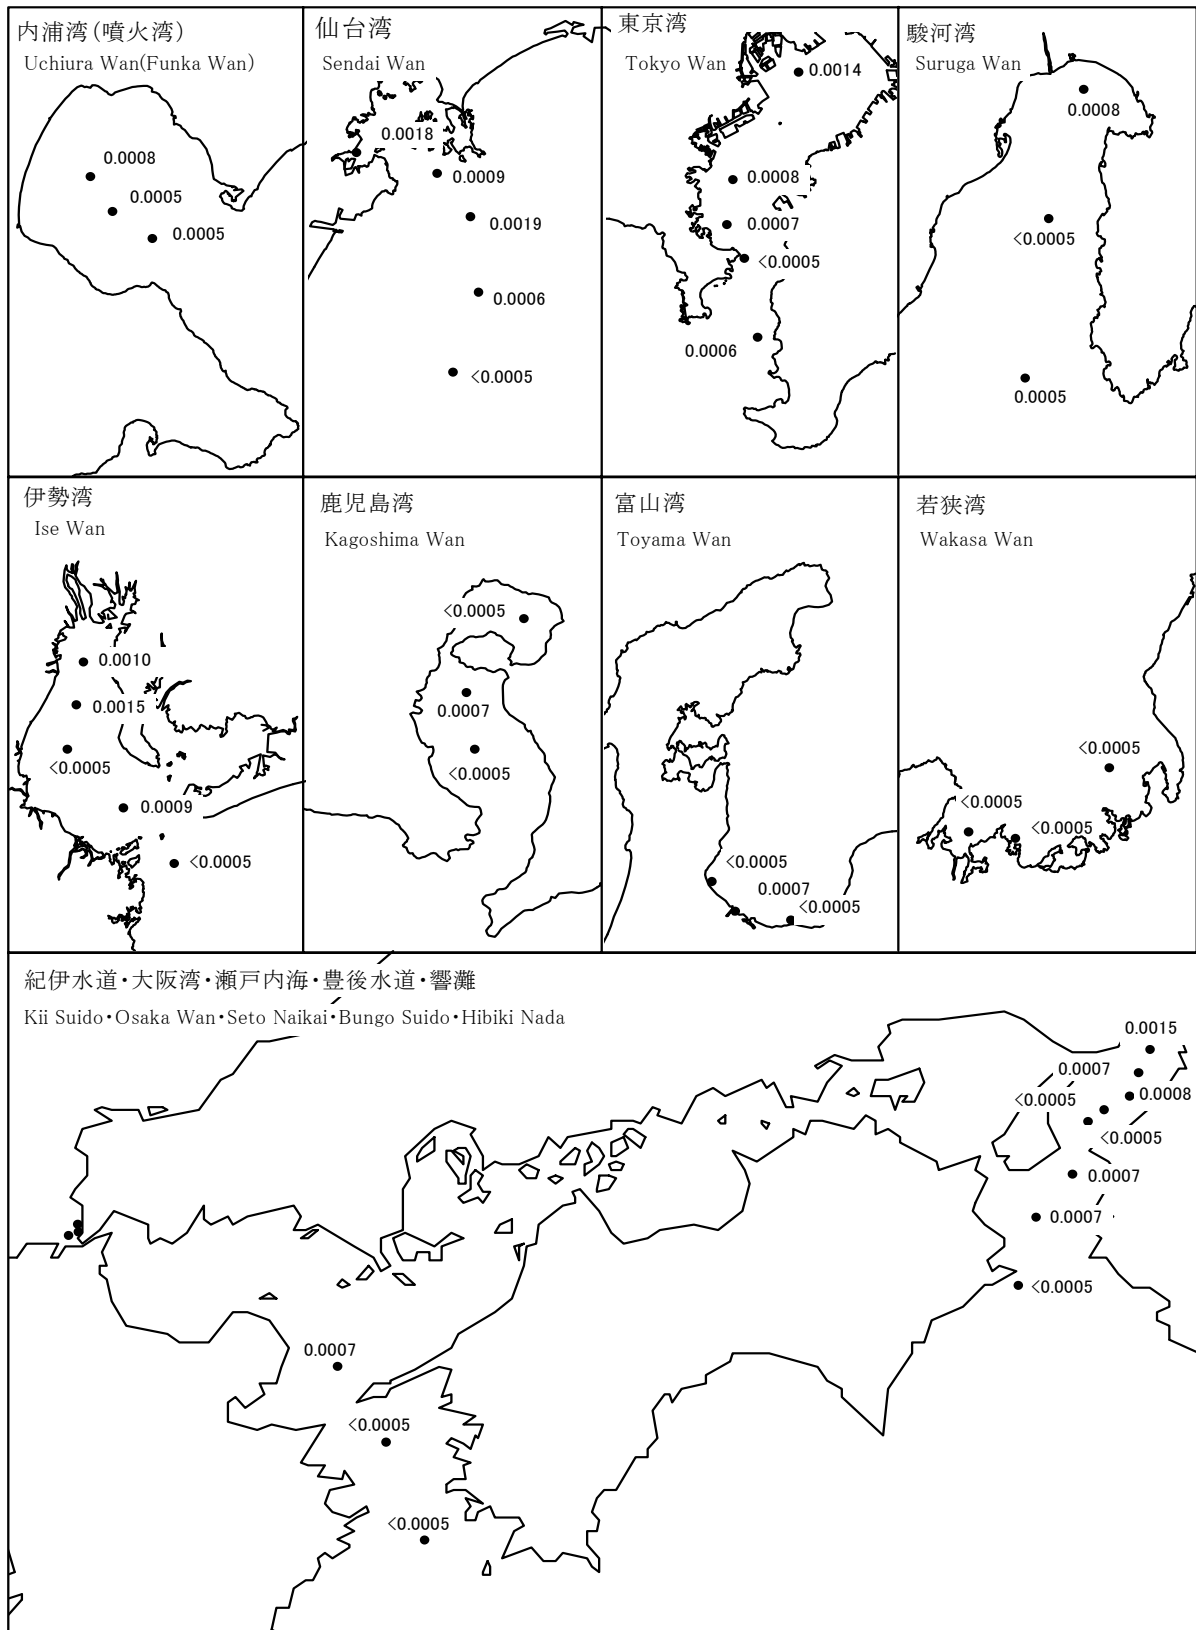 内浦湾(噴火湾)
Uchiura Wan(Funka Wan)
0.0008
0.0005
0.0005
仙台湾
Sendai Wan
0.0018
0.0009
0.0019
0.0006
<0.0005
東京湾
Tokyo Wan
0.0014
0.0008
0.0007
<0.0005
0.0006
駿河湾
Suruga Wan
0.0008
<0.0005
0.0005
伊勢湾
Ise Wan
0.0010
0.0015
<0.0005
0.0009
<0.0005
鹿児島湾
Kagoshima Wan
<0.0005
0.0007
<0.0005
富山湾
Toyama Wan
<0.0005
0.0007
<0.0005
若狭湾
Wakasa Wan
<0.0005
<0.0005
<0.0005
紀伊水道・大阪湾・瀬戸内海・豊後水道・響灘
Kii Suido・Osaka Wan・Seto Naikai・Bungo Suido・Hibiki Nada
0.0015
0.0007
0.0008
<0.0005
<0.0005
0.0007
0.0007
<0.0005
0.0007
<0.0005
<0.0005